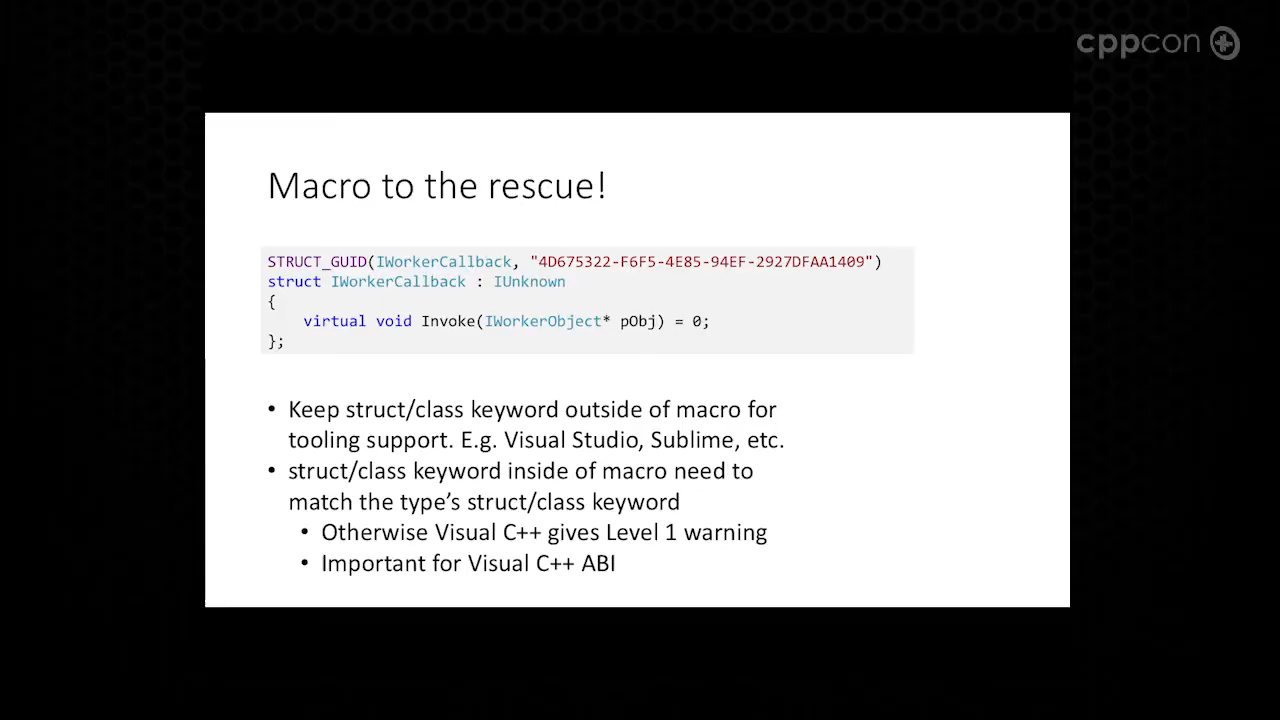 cppcon
Macro to the rescue!
STRUCT_GUID(IWorkerCallback, "4D675322-F6F5-4E85-94EF-2927DFAA1409")
struct IWorkerCallback : IUnknown
{
    virtual void Invoke(IWorkerObject* pObj) = 0;
};
• Keep struct/class keyword outside of macro for
tooling support. E.g. Visual Studio, Sublime, etc.
• struct/class keyword inside of macro need to
match the type’s struct/class keyword
• Otherwise Visual C++ gives Level 1 warning
• Important for Visual C++ ABI